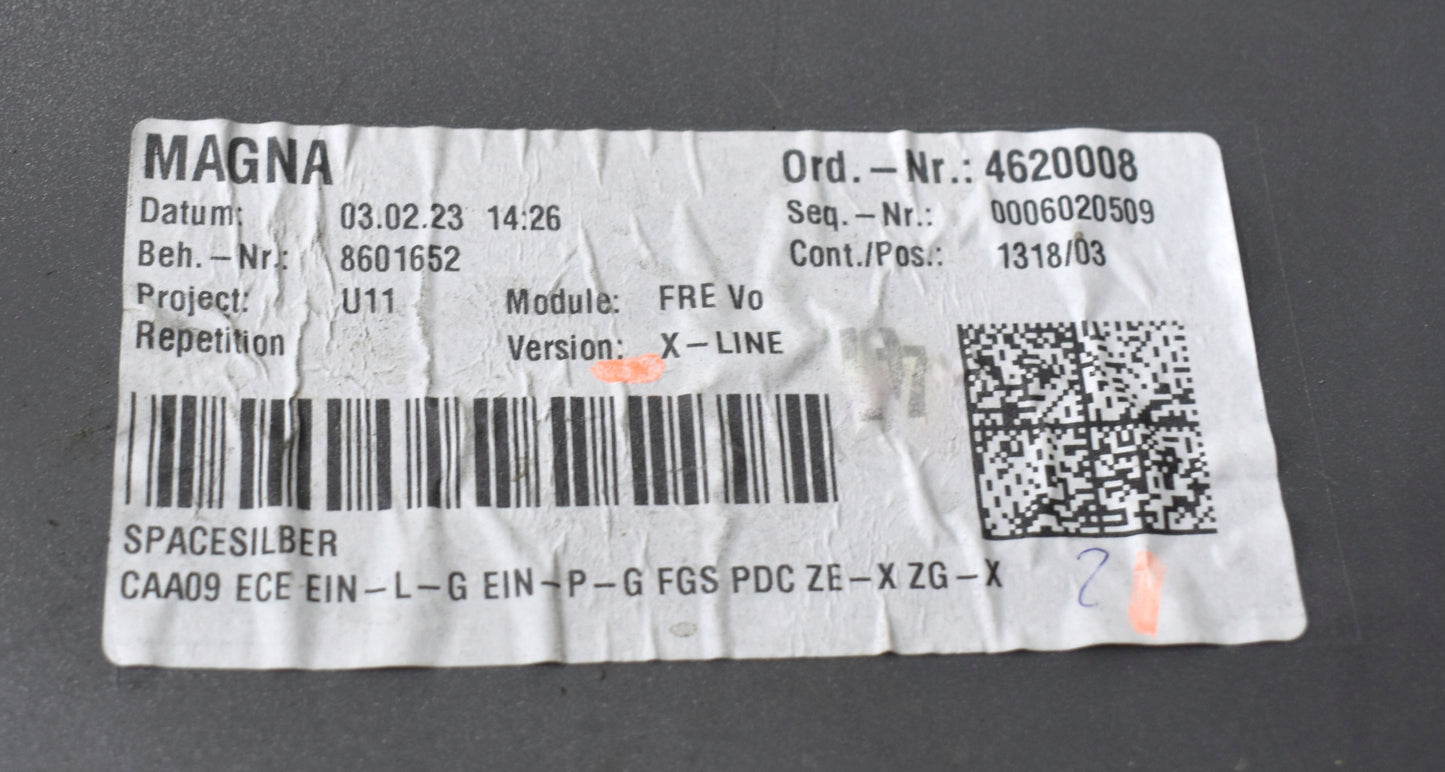 MAGNA
Ord.-Nr.: 4620008
Datum: 03.02.23 14:26
Seq.-Nr.: 0006020509
Beh.-Nr.: 8601652
Cont./Pos.: 1318/03
Project: U11 Module: FRE Vo
Repetition Version: X-LINE
SPACESILBER
CAA09 ECE EIN-L-G EIN-P-G FGS PDC ZE-X ZG-X
2